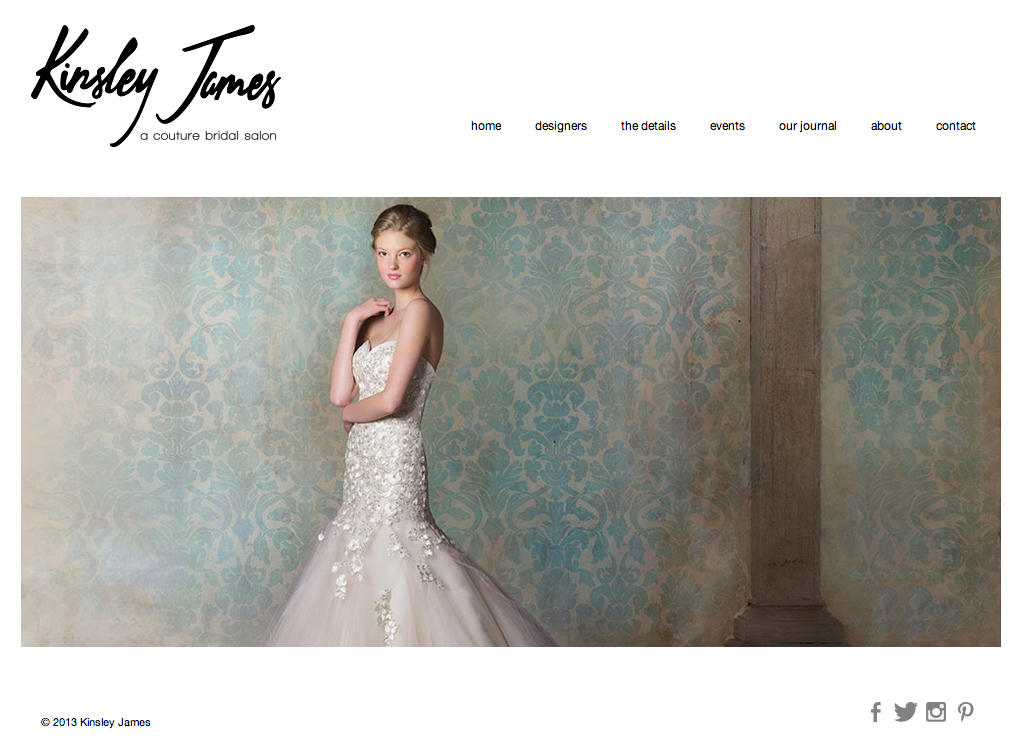 Kinsley James
a couture bridal salon
home designers the details events our journal about contact
© 2013 Kinsley James